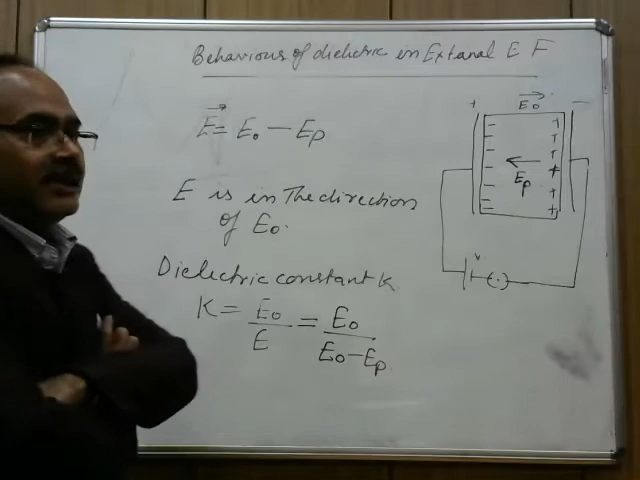 Behaviours of dielectric in External E F
E = E₀ − Ep
E is in The direction
of E₀.
Dielectric constant K
K = E₀/E = E₀/(E₀−Ep)
+ E₀ −
− +
− +
− +
− +
− +
− +
Ep
V